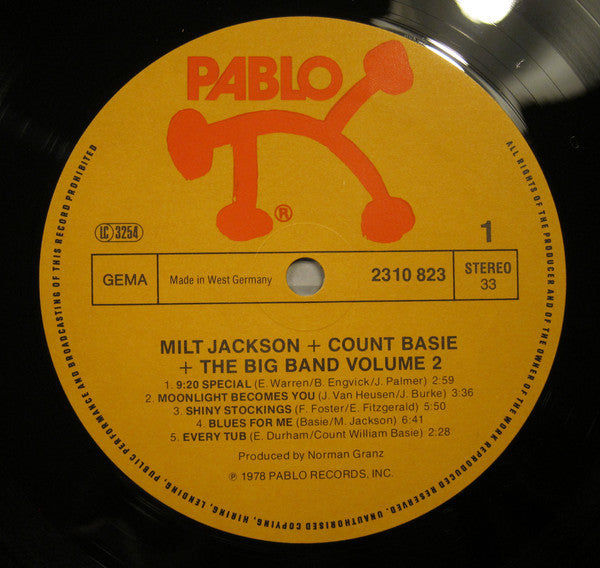 PABLO
®
LC 3254
1
GEMA
Made in West Germany
2310 823
STEREO
33
MILT JACKSON + COUNT BASIE
+ THE BIG BAND VOLUME 2
1. 9:20 SPECIAL (E. Warren/B. Engvick/J. Palmer) 2:59
2. MOONLIGHT BECOMES YOU (J. Van Heusen/J. Burke) 3:36
3. SHINY STOCKINGS (F. Foster/E. Fitzgerald) 5:50
4. BLUES FOR ME (Basie/M. Jackson) 6:41
5. EVERY TUB (E. Durham/Count William Basie) 2:28
Produced by Norman Granz
℗ 1978 PABLO RECORDS, INC.
ALL RIGHTS OF THE PRODUCER AND OF THE OWNER OF THE WORK REPRODUCED RESERVED. UNAUTHORISED COPYING, HIRING, LENDING, PUBLIC PERFORMANCE AND BROADCASTING OF THIS RECORD PROHIBITED